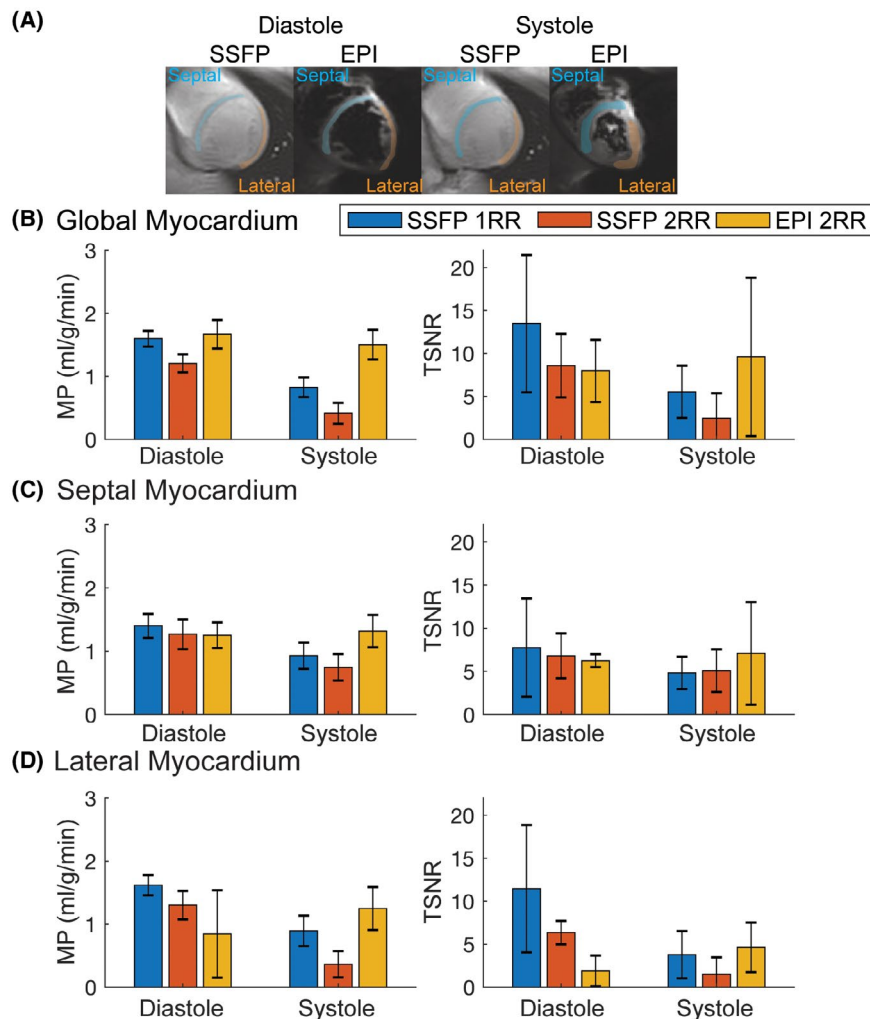 (A)
Diastole Systole
SSFP EPI SSFP EPI
Septal Septal Septal Septal
Lateral Lateral Lateral Lateral
(B) Global Myocardium
SSFP 1RR SSFP 2RR EPI 2RR
MP (ml/g/min)
3
2
1
0
Diastole Systole
TSNR
20
15
10
5
0
Diastole Systole
(C) Septal Myocardium
MP (ml/g/min)
3
2
1
0
Diastole Systole
TSNR
20
15
10
5
0
Diastole Systole
(D) Lateral Myocardium
MP (ml/g/min)
3
2
1
0
Diastole Systole
TSNR
20
15
10
5
0
Diastole Systole